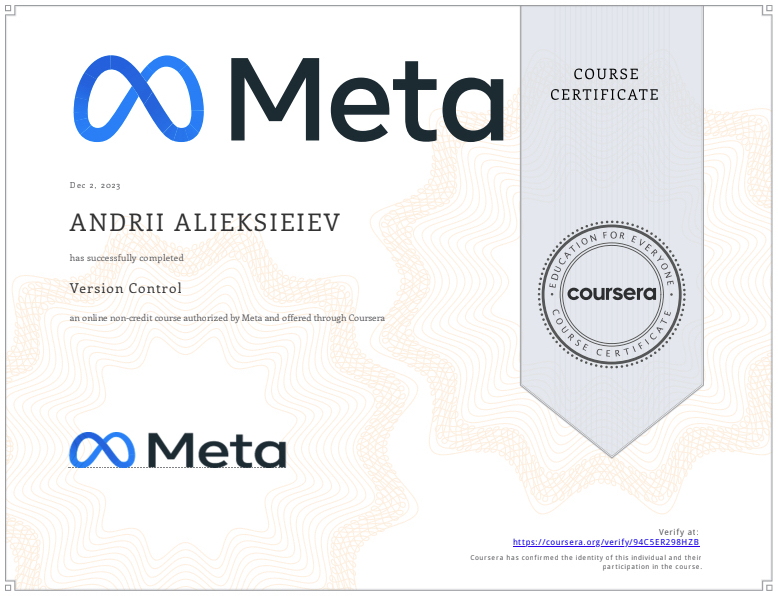 Meta
COURSE
CERTIFICATE
Dec 2, 2023
ANDRII ALIEKSIEIEV
has successfully completed
Version Control
an online non-credit course authorized by Meta and offered through Coursera
EDUCATION FOR EVERYONE
coursera
COURSE CERTIFICATE
Meta
Verify at:
https://coursera.org/verify/94C5ER298HZB
Coursera has confirmed the identity of this individual and their
participation in the course.